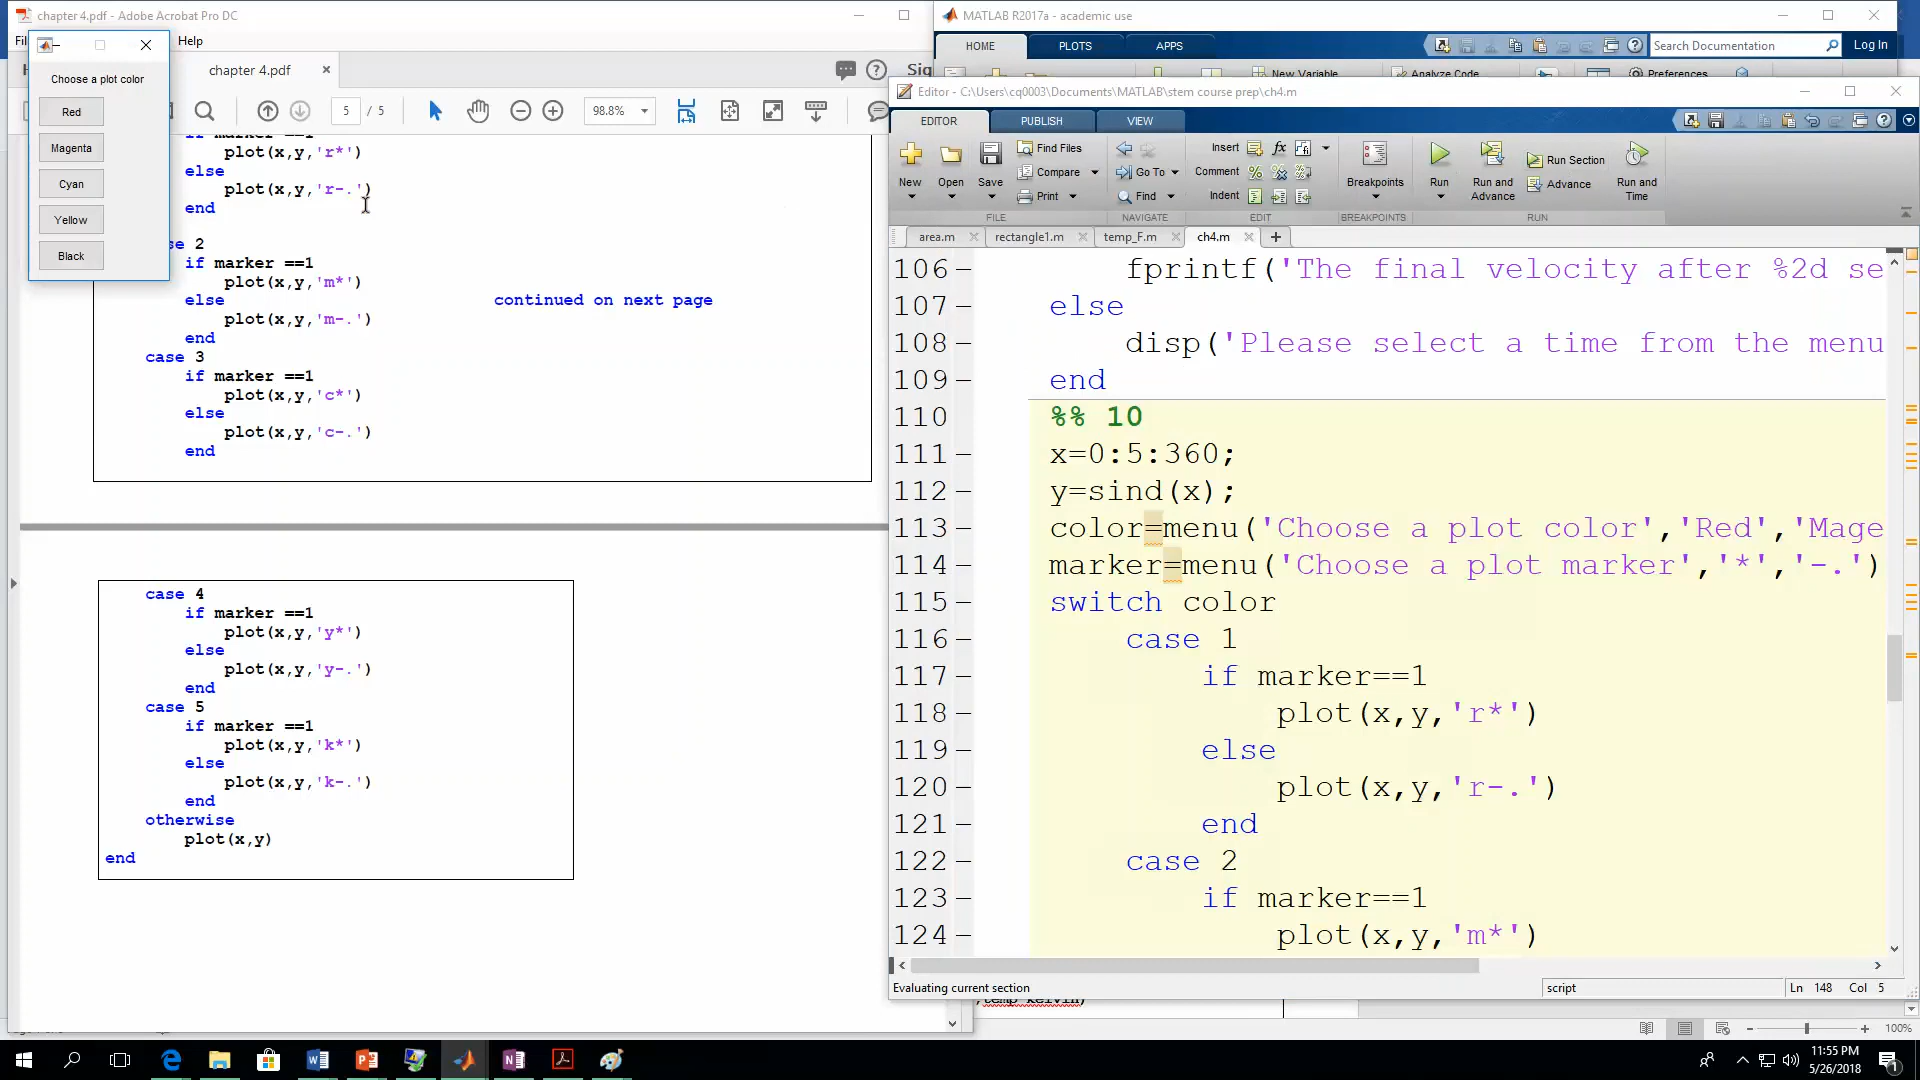 chapter 4.pdf - Adobe Acrobat Pro DC
Help
Choose a plot color
Red
Magenta
Cyan
Yellow
Black
chapter 4.pdf
5 / 5
98.8%
plot(x,y,'r*')
else
plot(x,y,'r-.')
end
if marker ==1
plot(x,y,'m*')
else
continued on next page
plot(x,y,'m-.')
end
case 3
if marker ==1
plot(x,y,'c*')
else
plot(x,y,'c-.')
end
case 4
if marker ==1
plot(x,y,'y*')
else
plot(x,y,'y-.')
end
case 5
if marker ==1
plot(x,y,'k*')
else
plot(x,y,'k-.')
end
otherwise
plot(x,y)
end
MATLAB R2017a - academic use
HOME PLOTS APPS
Search Documentation
Log In
New Variable
Analyze Code
Preferences
Editor - C:\Users\cq0003\Documents\MATLAB\stem course prep\ch4.m
EDITOR PUBLISH VIEW
New Open Save
Find Files
Compare
Print
Go To
Find
Insert
Comment
Indent
Breakpoints
Run
Run and Advance
Run Section
Advance
Run and Time
FILE NAVIGATE EDIT BREAKPOINTS RUN
area.m rectangle1.m temp_F.m ch4.m
106 fprintf('The final velocity after %2d se
107 else
108 disp('Please select a time from the menu
109 end
110 %% 10
111 x=0:5:360;
112 y=sind(x);
113 color=menu('Choose a plot color','Red','Mage
114 marker=menu('Choose a plot marker','*','-.')
115 switch color
116 case 1
117 if marker==1
118 plot(x,y,'r*')
119 else
120 plot(x,y,'r-.')
121 end
122 case 2
123 if marker==1
124 plot(x,y,'m*')
Evaluating current section
script
Ln 148 Col 5
100%
11:55 PM
5/26/2018